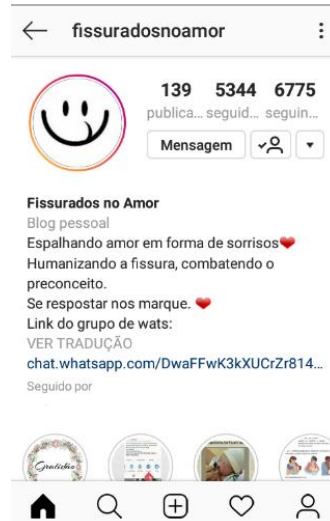 fissuradosnoamor
139 5344 6775
publica... seguid... seguin...
Mensagem
Fissurados no Amor
Blog pessoal
Espalhando amor em forma de sorrisos❤
Humanizando a fissura, combatendo o
preconceito.
Se respostar nos marque. ❤
Link do grupo de wats:
VER TRADUÇÃO
chat.whatsapp.com/DwaFFwK3kXUCrZr814...
Seguido por
Gratidão